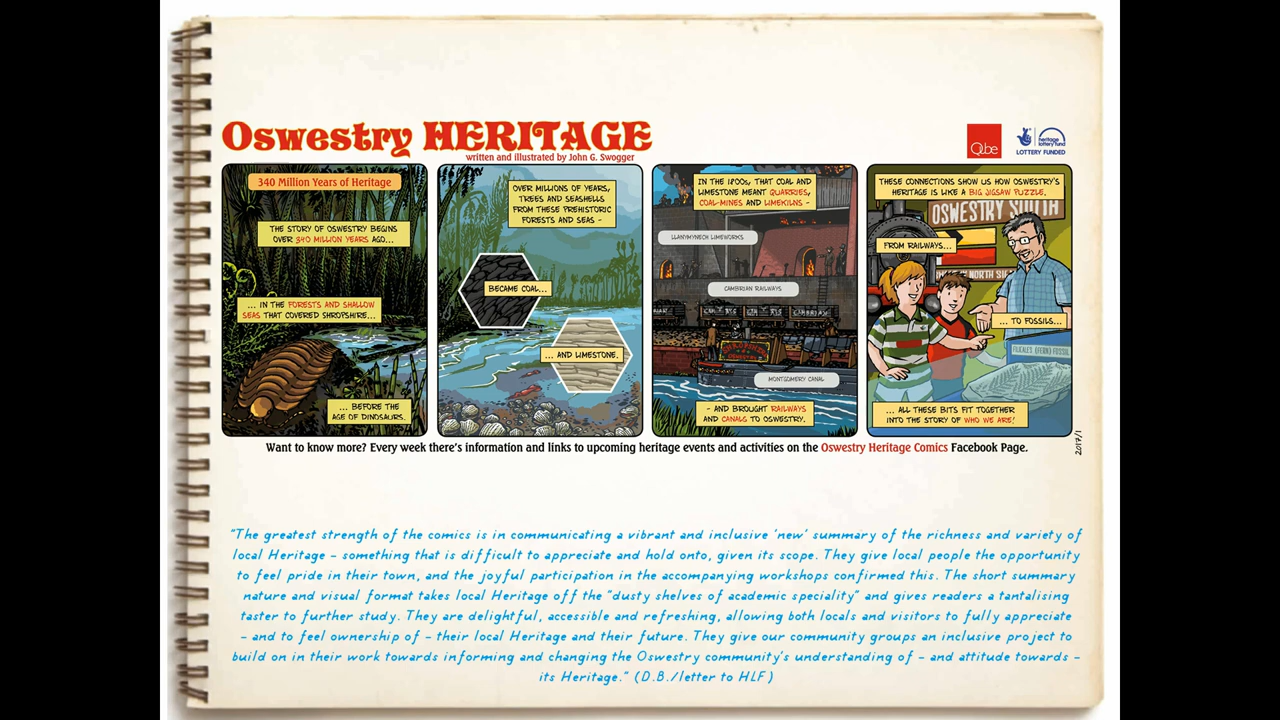 Oswestry HERITAGE
written and illustrated by John G. Swogger
Qube
heritage
lottery fund
LOTTERY FUNDED
340 Million Years of Heritage
THE STORY OF OSWESTRY BEGINS
OVER 340 MILLION YEARS AGO...
... IN THE FORESTS AND SHALLOW
SEAS THAT COVERED SHROPSHIRE...
... BEFORE THE
AGE OF DINOSAURS.
OVER MILLIONS OF YEARS,
TREES AND SEASHELLS
FROM THESE PREHISTORIC
FORESTS AND SEAS -
BECAME COAL...
... AND LIMESTONE.
IN THE 1800s, THAT COAL AND
LIMESTONE MEANT QUARRIES,
COAL-MINES AND LIMEKILNS -
LLANYMYNECH LIMEWORKS
CAMBRIAN RAILWAYS
MONTGOMERY CANAL
- AND BROUGHT RAILWAYS
AND CANALS TO OSWESTRY.
THESE CONNECTIONS SHOW US HOW OSWESTRY'S
HERITAGE IS LIKE A BIG JIGSAW PUZZLE.
OSWESTRY SOUTH
FROM RAILWAYS...
... TO FOSSILS...
FILICALES (FERN) FOSSIL
... ALL THESE BITS FIT TOGETHER
INTO THE STORY OF WHO WE ARE!
2017/1
Want to know more? Every week there's information and links to upcoming heritage events and activities on the Oswestry Heritage Comics Facebook Page.
"The greatest strength of the comics is in communicating a vibrant and inclusive 'new' summary of the richness and variety of
local Heritage – something that is difficult to appreciate and hold onto, given its scope. They give local people the opportunity
to feel pride in their town, and the joyful participation in the accompanying workshops confirmed this. The short summary
nature and visual format takes local Heritage off the "dusty shelves of academic speciality" and gives readers a tantalising
taster to further study. They are delightful, accessible and refreshing, allowing both locals and visitors to fully appreciate
– and to feel ownership of – their local Heritage and their future. They give our community groups an inclusive project to
build on in their work towards informing and changing the Oswestry community's understanding of – and attitude towards –
its Heritage." (D.B./letter to HLF)